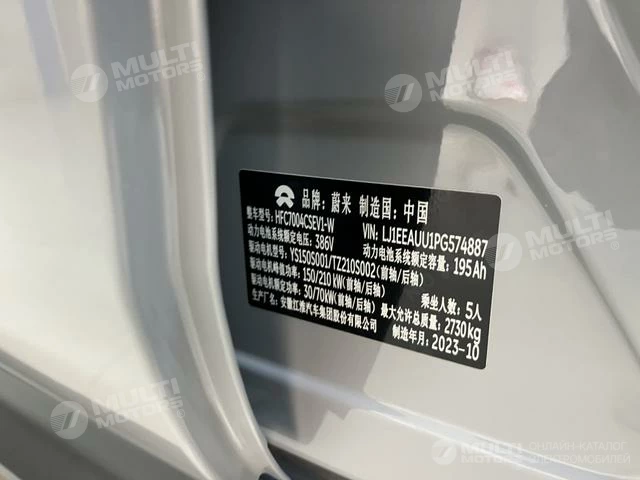 MULTI MOTORS
MULTI MOTORS
品牌：蔚来 制造国：中国
整车型号：HFC7004CSEV1-W VIN: LJ1EEAUU1PG574887
动力电池系统额定电压：386V 动力电池系统额定容量：195Ah
驱动电机型号：YS150S001/TZ210S002(前轴/后轴)
驱动电机峰值功率：150/210kW(前轴/后轴) 乘坐人数：5人
驱动电机额定功率：30/70kW(前轴/后轴) 最大允许总质量：2730kg
生产厂名：安徽江淮汽车集团股份有限公司 制造年月：2023-10
MULTI MOTORS
MULTI MOTORS
ОНЛАЙН-КАТАЛОГ
ЭЛЕКТРОМОБИЛЕЙ